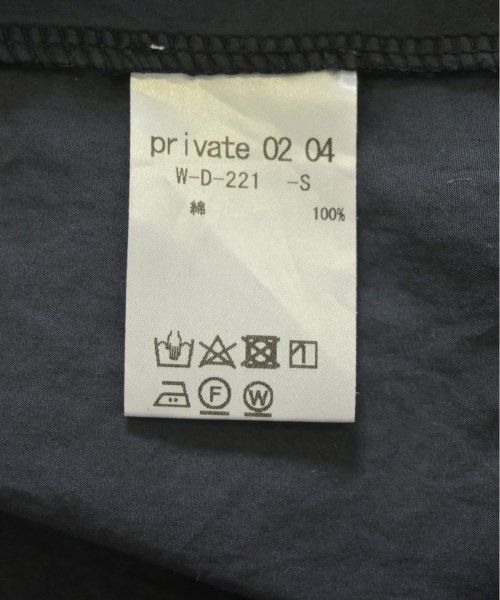 private 02 04
W-D-221 -S
綿 100%
F W